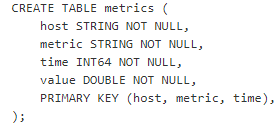 CREATE TABLE metrics (
    host STRING NOT NULL,
    metric STRING NOT NULL,
    time INT64 NOT NULL,
    value DOUBLE NOT NULL,
    PRIMARY KEY (host, metric, time),
);